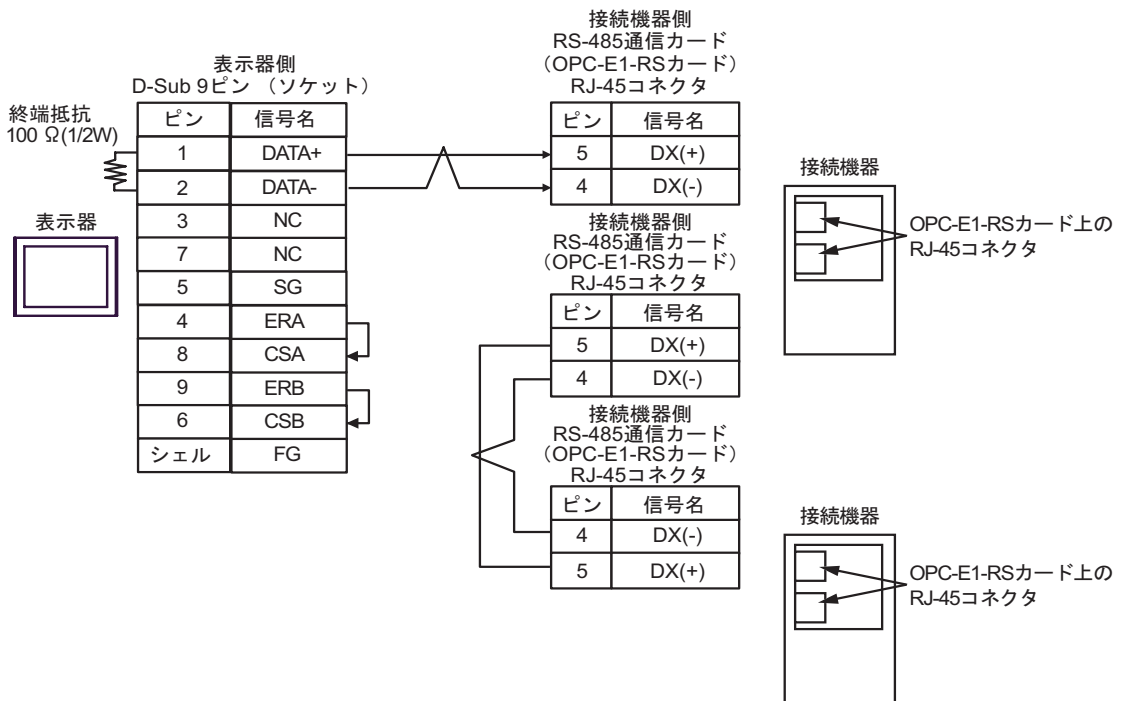 接続機器側
RS-485通信カード
（OPC-E1-RSカード）
RJ-45コネクタ
表示器側
D-Sub 9ピン （ソケット）
終端抵抗
100 Ω(1/2W)
ピン 信号名
1 DATA+
2 DATA-
3 NC
7 NC
5 SG
4 ERA
8 CSA
9 ERB
6 CSB
シェル FG
表示器
ピン 信号名
5 DX(+)
4 DX(-)
接続機器側
RS-485通信カード
（OPC-E1-RSカード）
RJ-45コネクタ
ピン 信号名
5 DX(+)
4 DX(-)
接続機器側
RS-485通信カード
（OPC-E1-RSカード）
RJ-45コネクタ
ピン 信号名
4 DX(-)
5 DX(+)
接続機器
OPC-E1-RSカード上の
RJ-45コネクタ
接続機器
OPC-E1-RSカード上の
RJ-45コネクタ